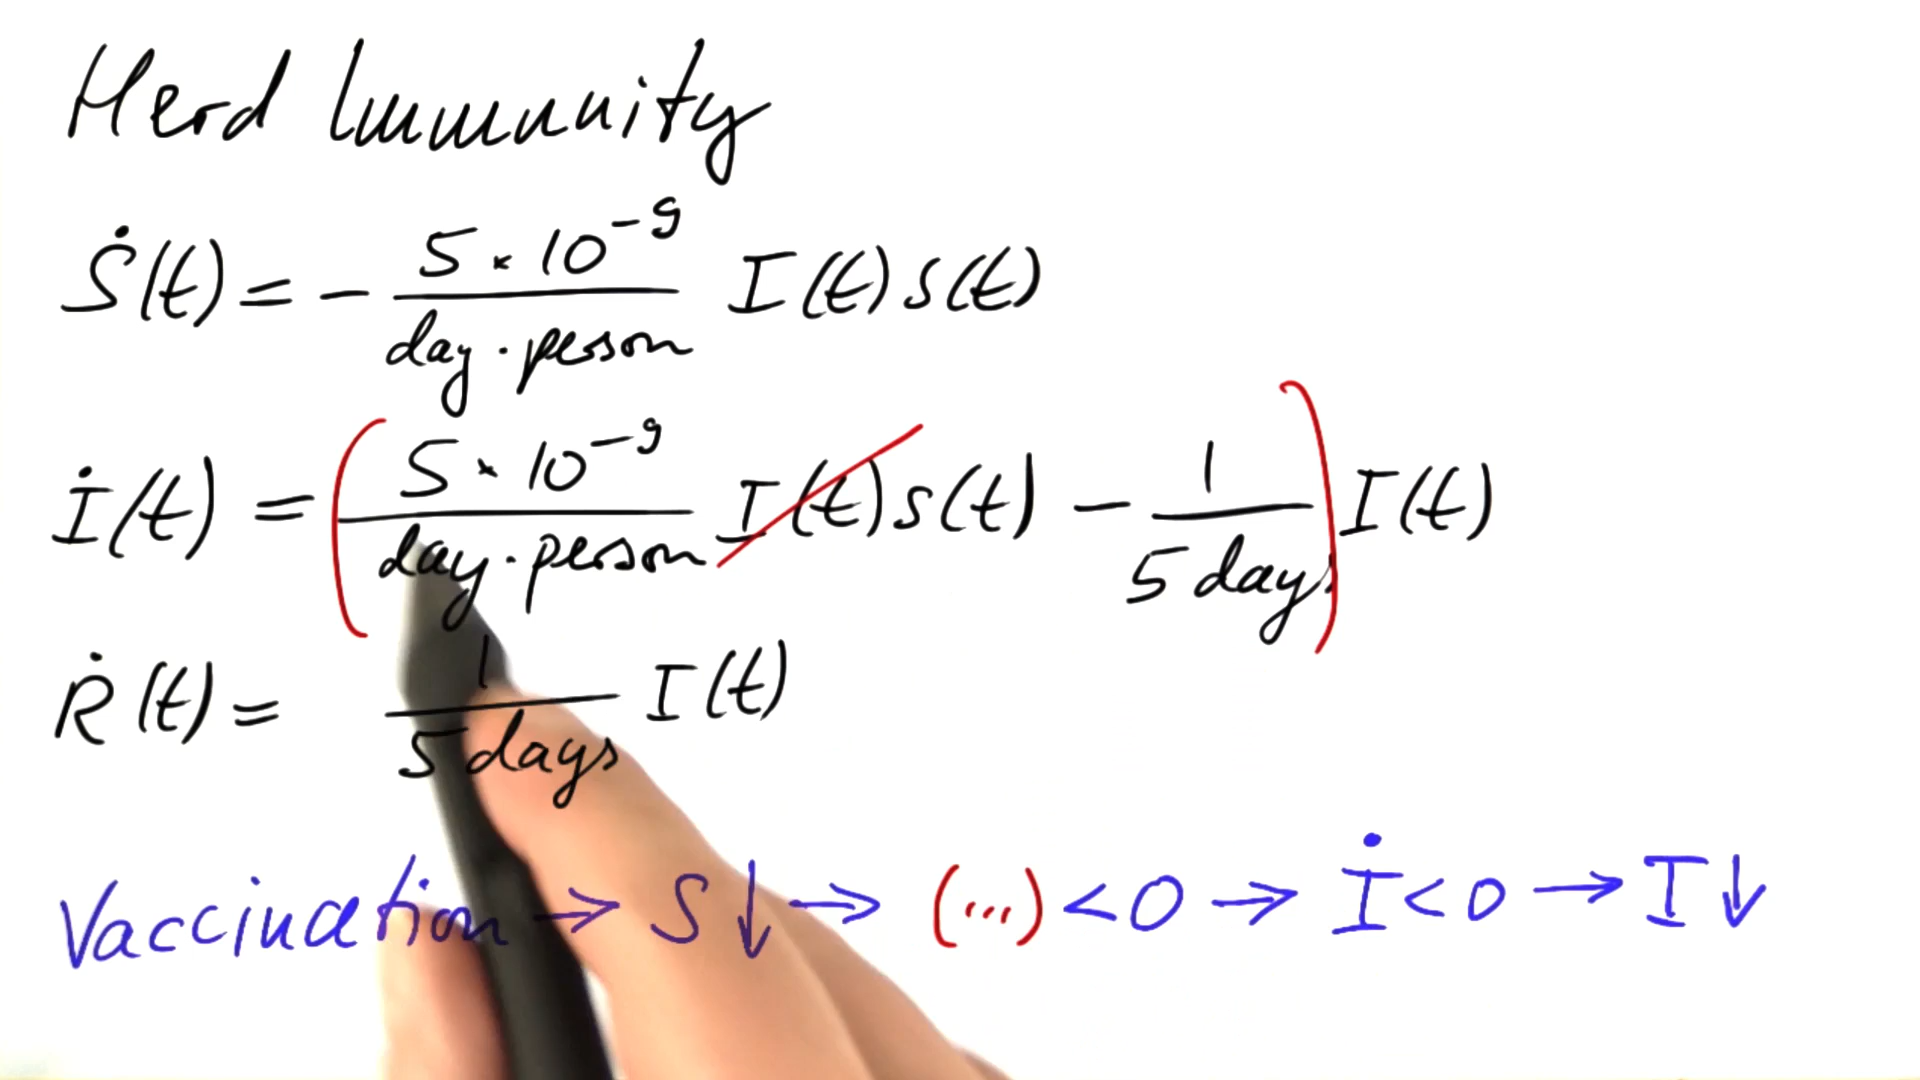 Herd Immunity
Ṡ(t) = - 5 × 10⁻⁹ / day · person I(t) S(t)
İ(t) = ( 5 × 10⁻⁹ / day · person I(t) S(t) - 1 / 5 days ) I(t)
Ṙ(t) = 1 / 5 days I(t)
Vaccination → S ↓ → (...) < 0 → İ < 0 → I ↓